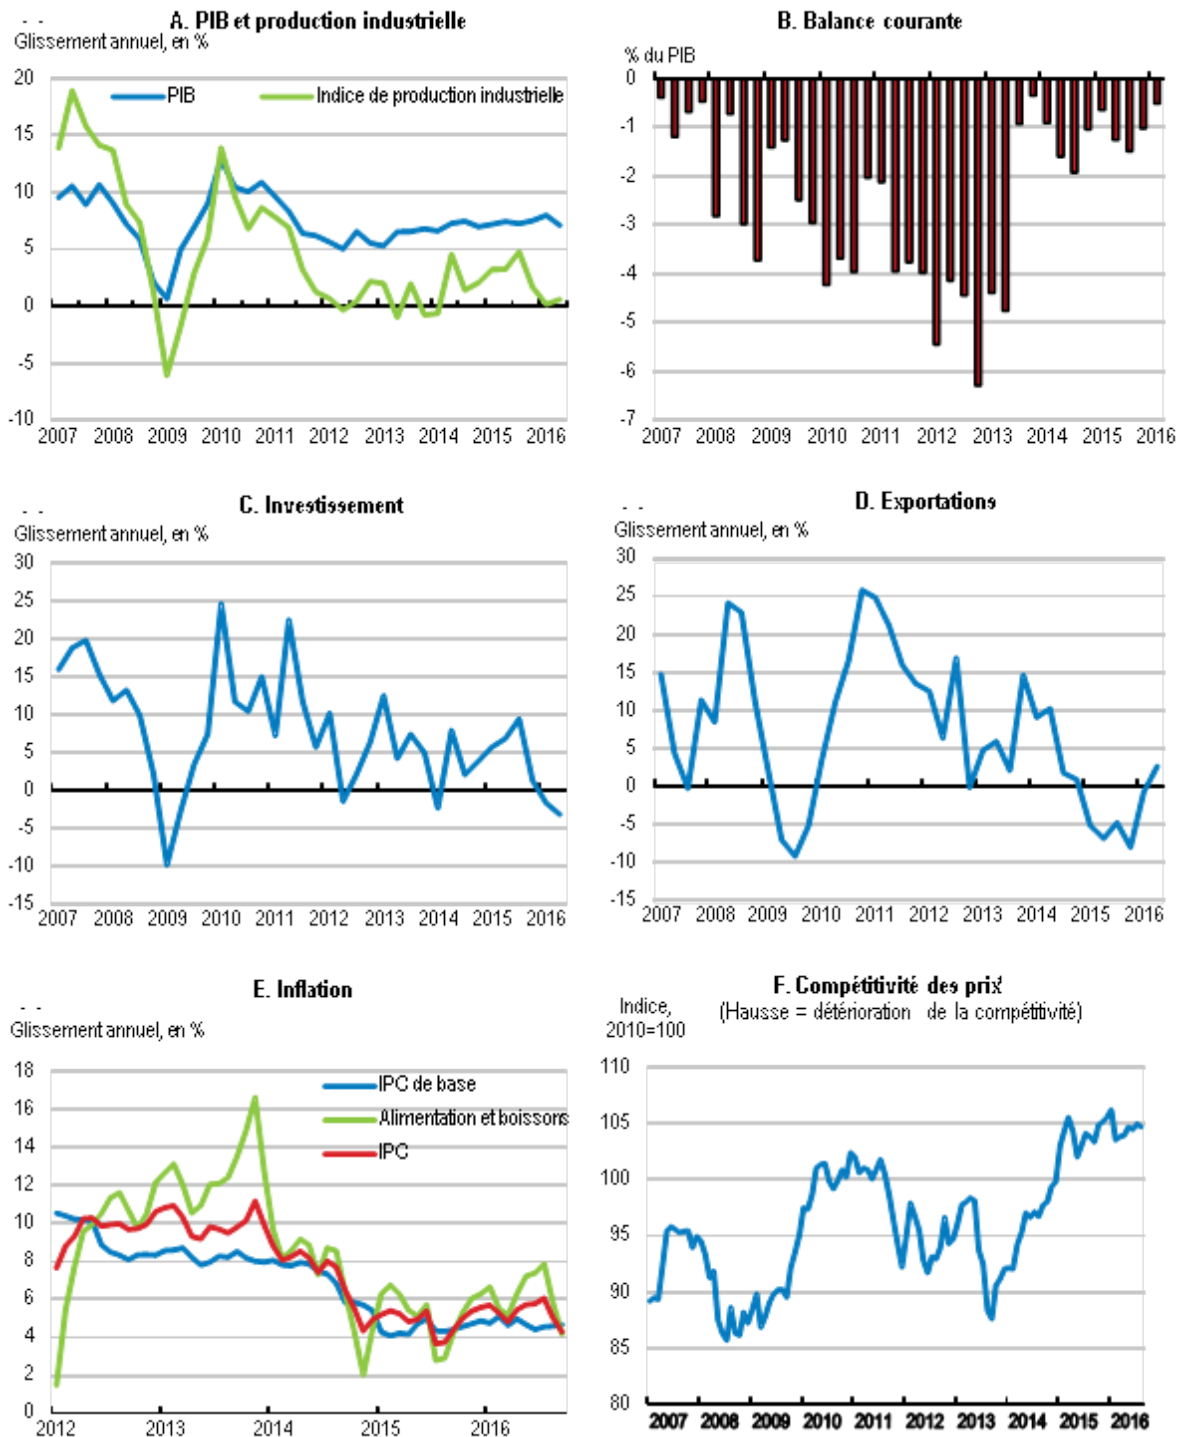 A. PIB et production industrielle
Glissement annuel, en %
20
15
10
5
0
-5
-10
PIB
Indice de production industrielle
2007 2008 2009 2010 2011 2012 2013 2014 2015 2016
B. Balance courante
% du PIB
0
-1
-2
-3
-4
-5
-6
-7
2007 2008 2009 2010 2011 2012 2013 2014 2015 2016
C. Investissement
Glissement annuel, en %
30
25
20
15
10
5
0
-5
-10
-15
2007 2008 2009 2010 2011 2012 2013 2014 2015 2016
D. Exportations
Glissement annuel, en %
30
25
20
15
10
5
0
-5
-10
-15
2007 2008 2009 2010 2011 2012 2013 2014 2015 2016
E. Inflation
Glissement annuel, en %
18
16
14
12
10
8
6
4
2
0
IPC de base
Alimentation et boissons
IPC
2012 2013 2014 2015 2016
F. Compétitivité des prix
Indice,
2010=100
(Hausse = détérioration de la compétitivité)
110
105
100
95
90
85
80
2007 2008 2009 2010 2011 2012 2013 2014 2015 2016